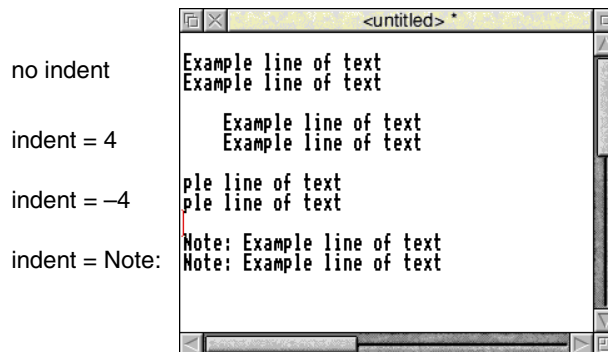 <untitled> *
no indent
Example line of text
Example line of text
indent = 4
Example line of text
Example line of text
indent = –4
ple line of text
ple line of text
indent = Note:
Note: Example line of text
Note: Example line of text